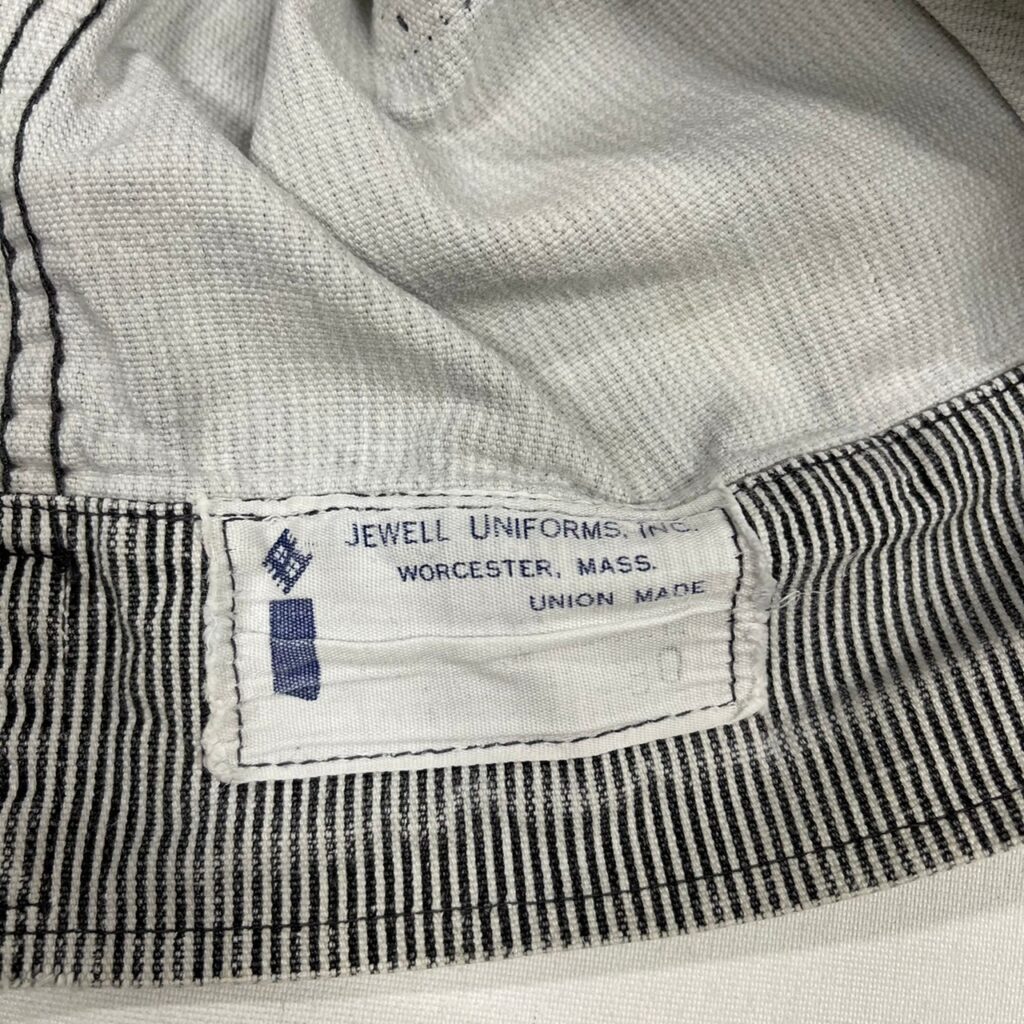 JEWELL UNIFORMS, INC.
WORCESTER, MASS.
UNION MADE